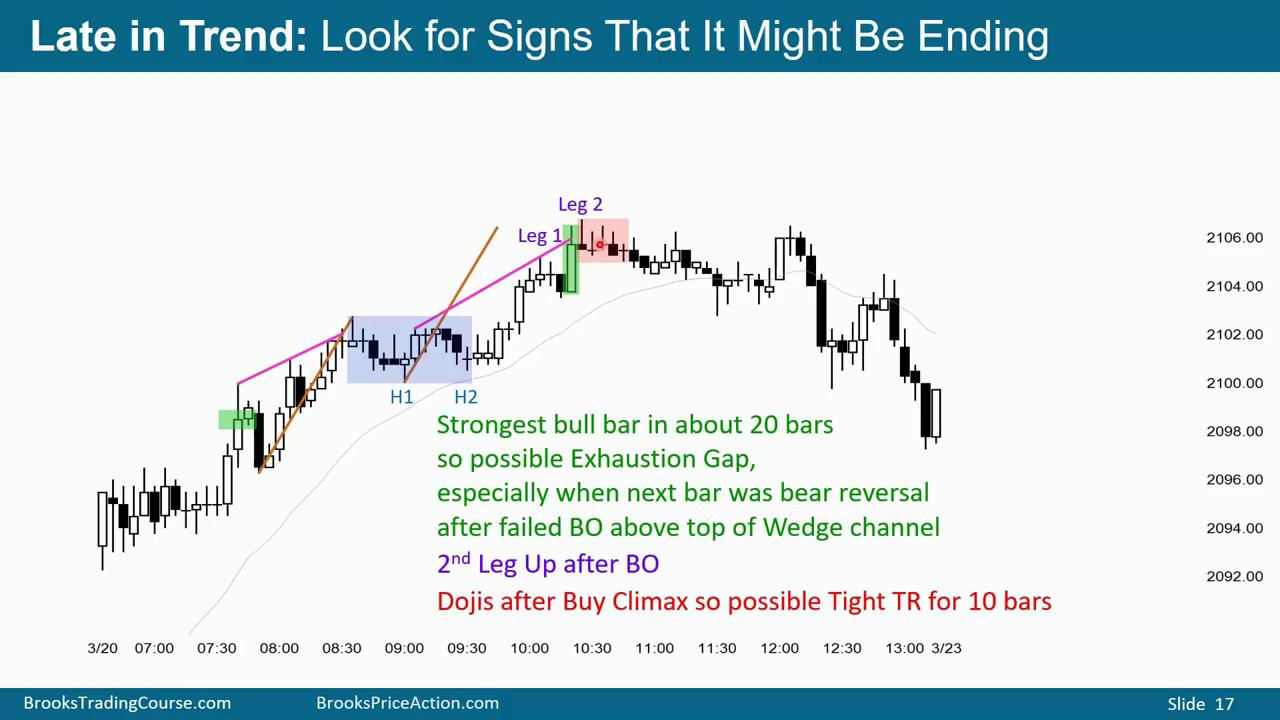 Late in Trend: Look for Signs That It Might Be Ending
Leg 2
Leg 1
2106.00
2104.00
2102.00
2100.00
2098.00
2096.00
2094.00
2092.00
H1
H2
Strongest bull bar in about 20 bars
so possible Exhaustion Gap,
especially when next bar was bear reversal
after failed BO above top of Wedge channel
2nd Leg Up after BO
Dojis after Buy Climax so possible Tight TR for 10 bars
3/20 07:00 07:30 08:00 08:30 09:00 09:30 10:00 10:30 11:00 11:30 12:00 12:30 13:00 3/23
BrooksTradingCourse.com BrooksPriceAction.com Slide 17